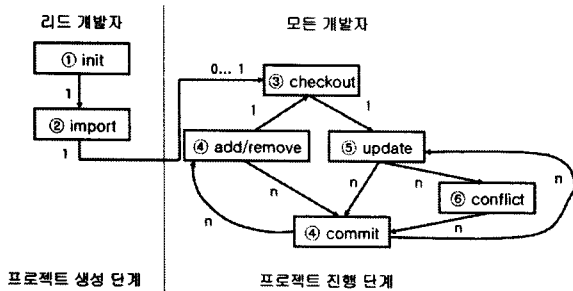 리드 개발자
모든 개발자
① init
1
② import
1
0... 1
③ checkout
1
1
④ add/remove
⑤ update
n
n
n
n
⑥ conflict
n
n
④ commit
프로젝트 생성 단계
프로젝트 진행 단계